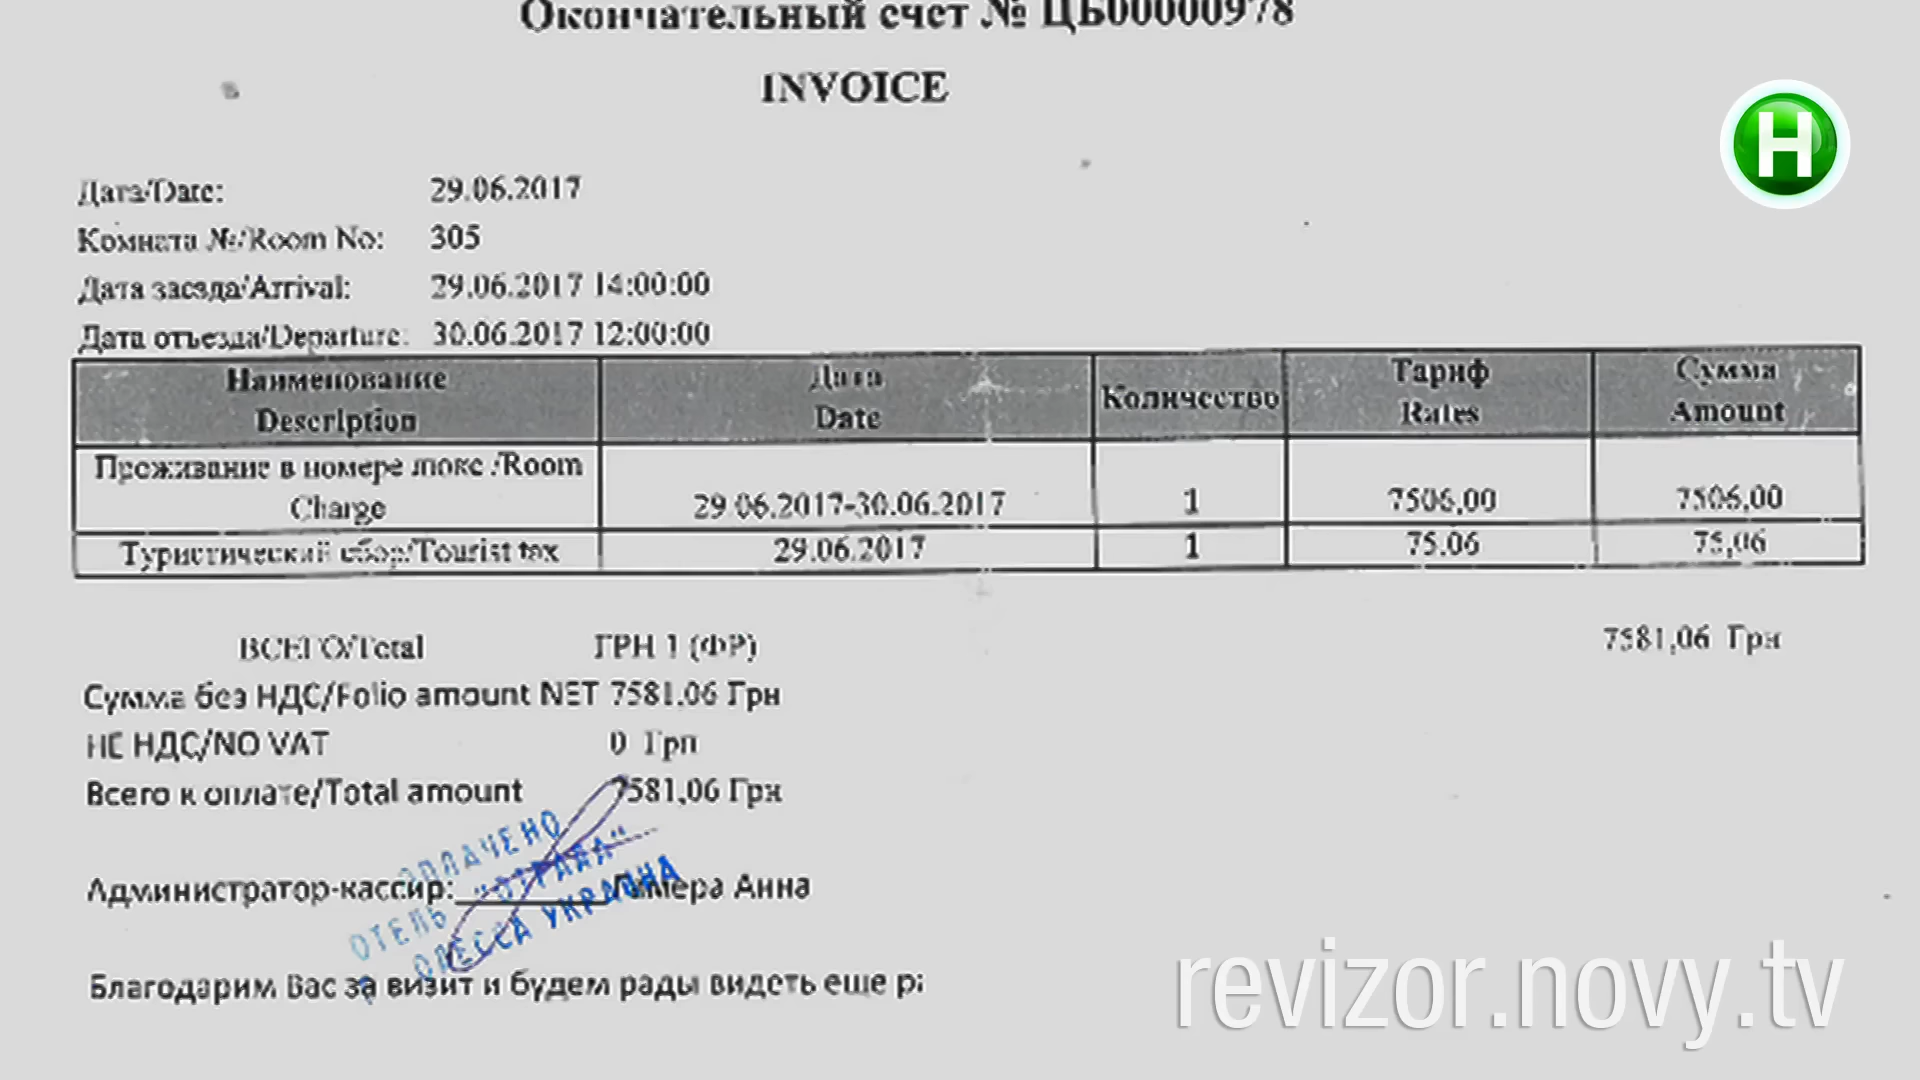 Окончательный счет № ЦБ00000978
INVOICE
H
Дата/Date: 29.06.2017
Комната №/Room No: 305
Дата заезда/Arrival: 29.06.2017 14:00:00
Дата отъезда/Departure: 30.06.2017 12:00:00
Наименование Дата Количество Тариф Сумма
Description Date Rates Amount
Проживание в номере люкс /Room
Charge 29.06.2017-30.06.2017 1 7506,00 7506,00
Туристический сбор/Tourist tax 29.06.2017 1 75.06 75,06
ВСЕГО/Total ГРН 1 (ФР) 7581,06 Грн
Сумма без НДС/Folio amount NET 7581.06 Грн
НЕ НДС/NO VAT 0 Грн
Всего к оплате/Total amount 7581,06 Грн
ОПЛАЧЕНО
ОТЕЛЬ "ОТРАДА"
Г. ОДЕССА УКРАИНА
Администратор-кассир: Анна
Благодарим Вас за визит и будем рады видеть еще
revizor.novy.tv